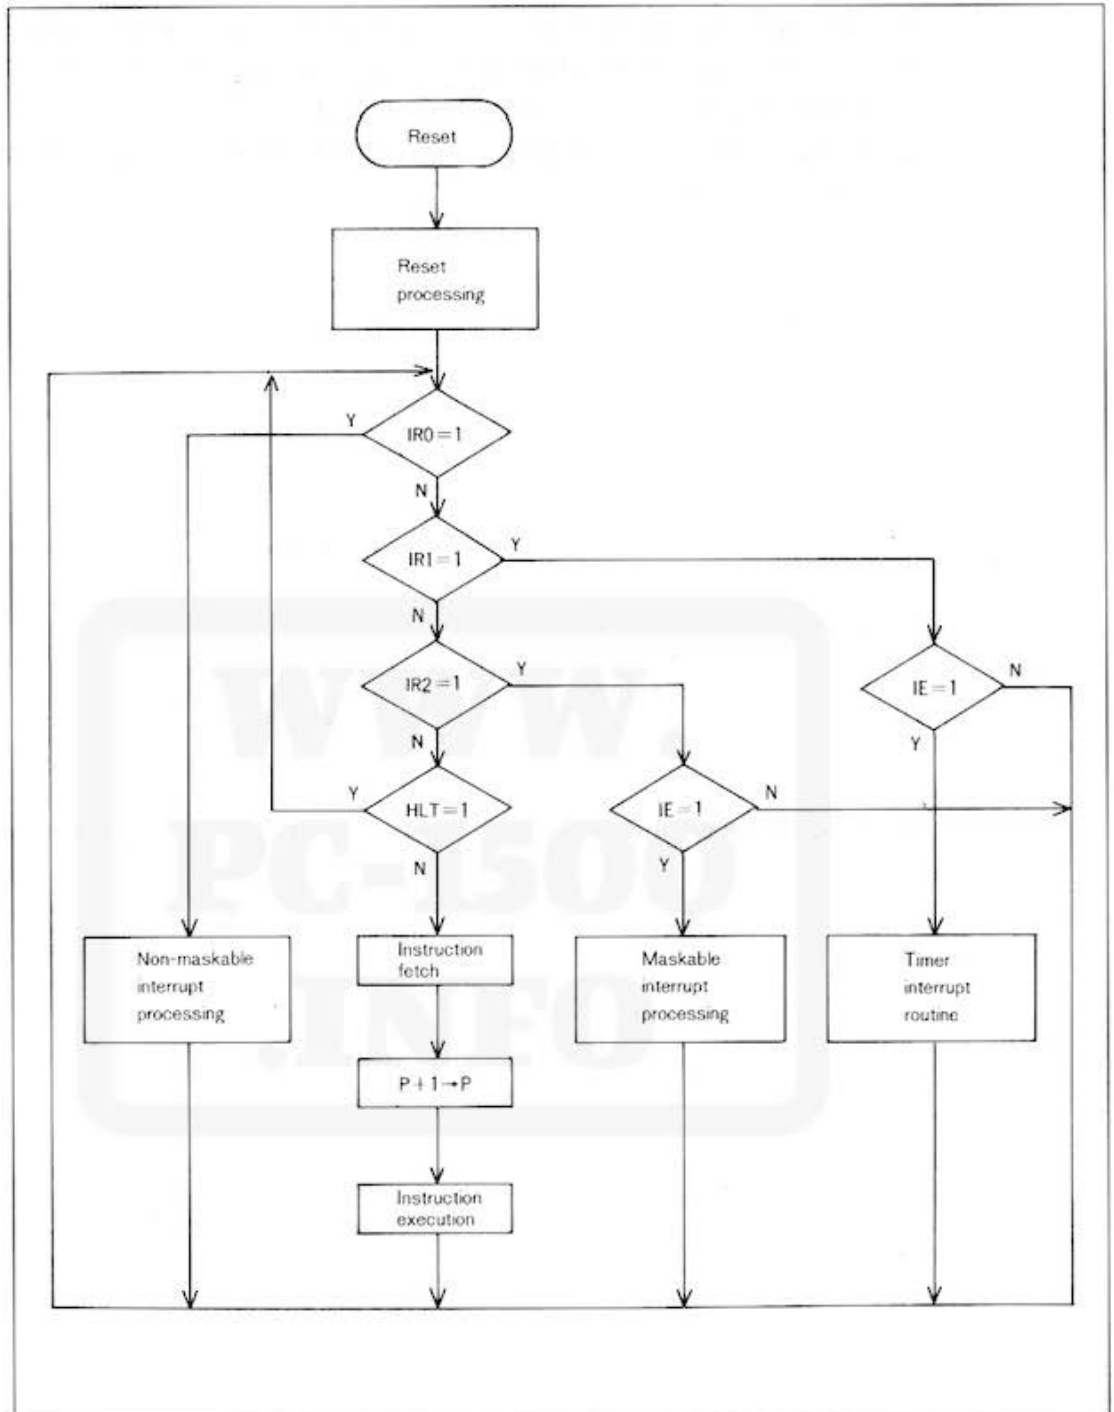 Reset
Reset
processing
Y
IR0=1
N
IR1=1
Y
N
IR2=1
Y
IE=1
N
N
Y
Y
HLT=1
IE=1
N
N
Y
Non-maskable
interrupt
processing
Instruction
fetch
Maskable
interrupt
processing
Timer
interrupt
routine
P+1→P
Instruction
execution
WWW.
PC-1500
.INFO